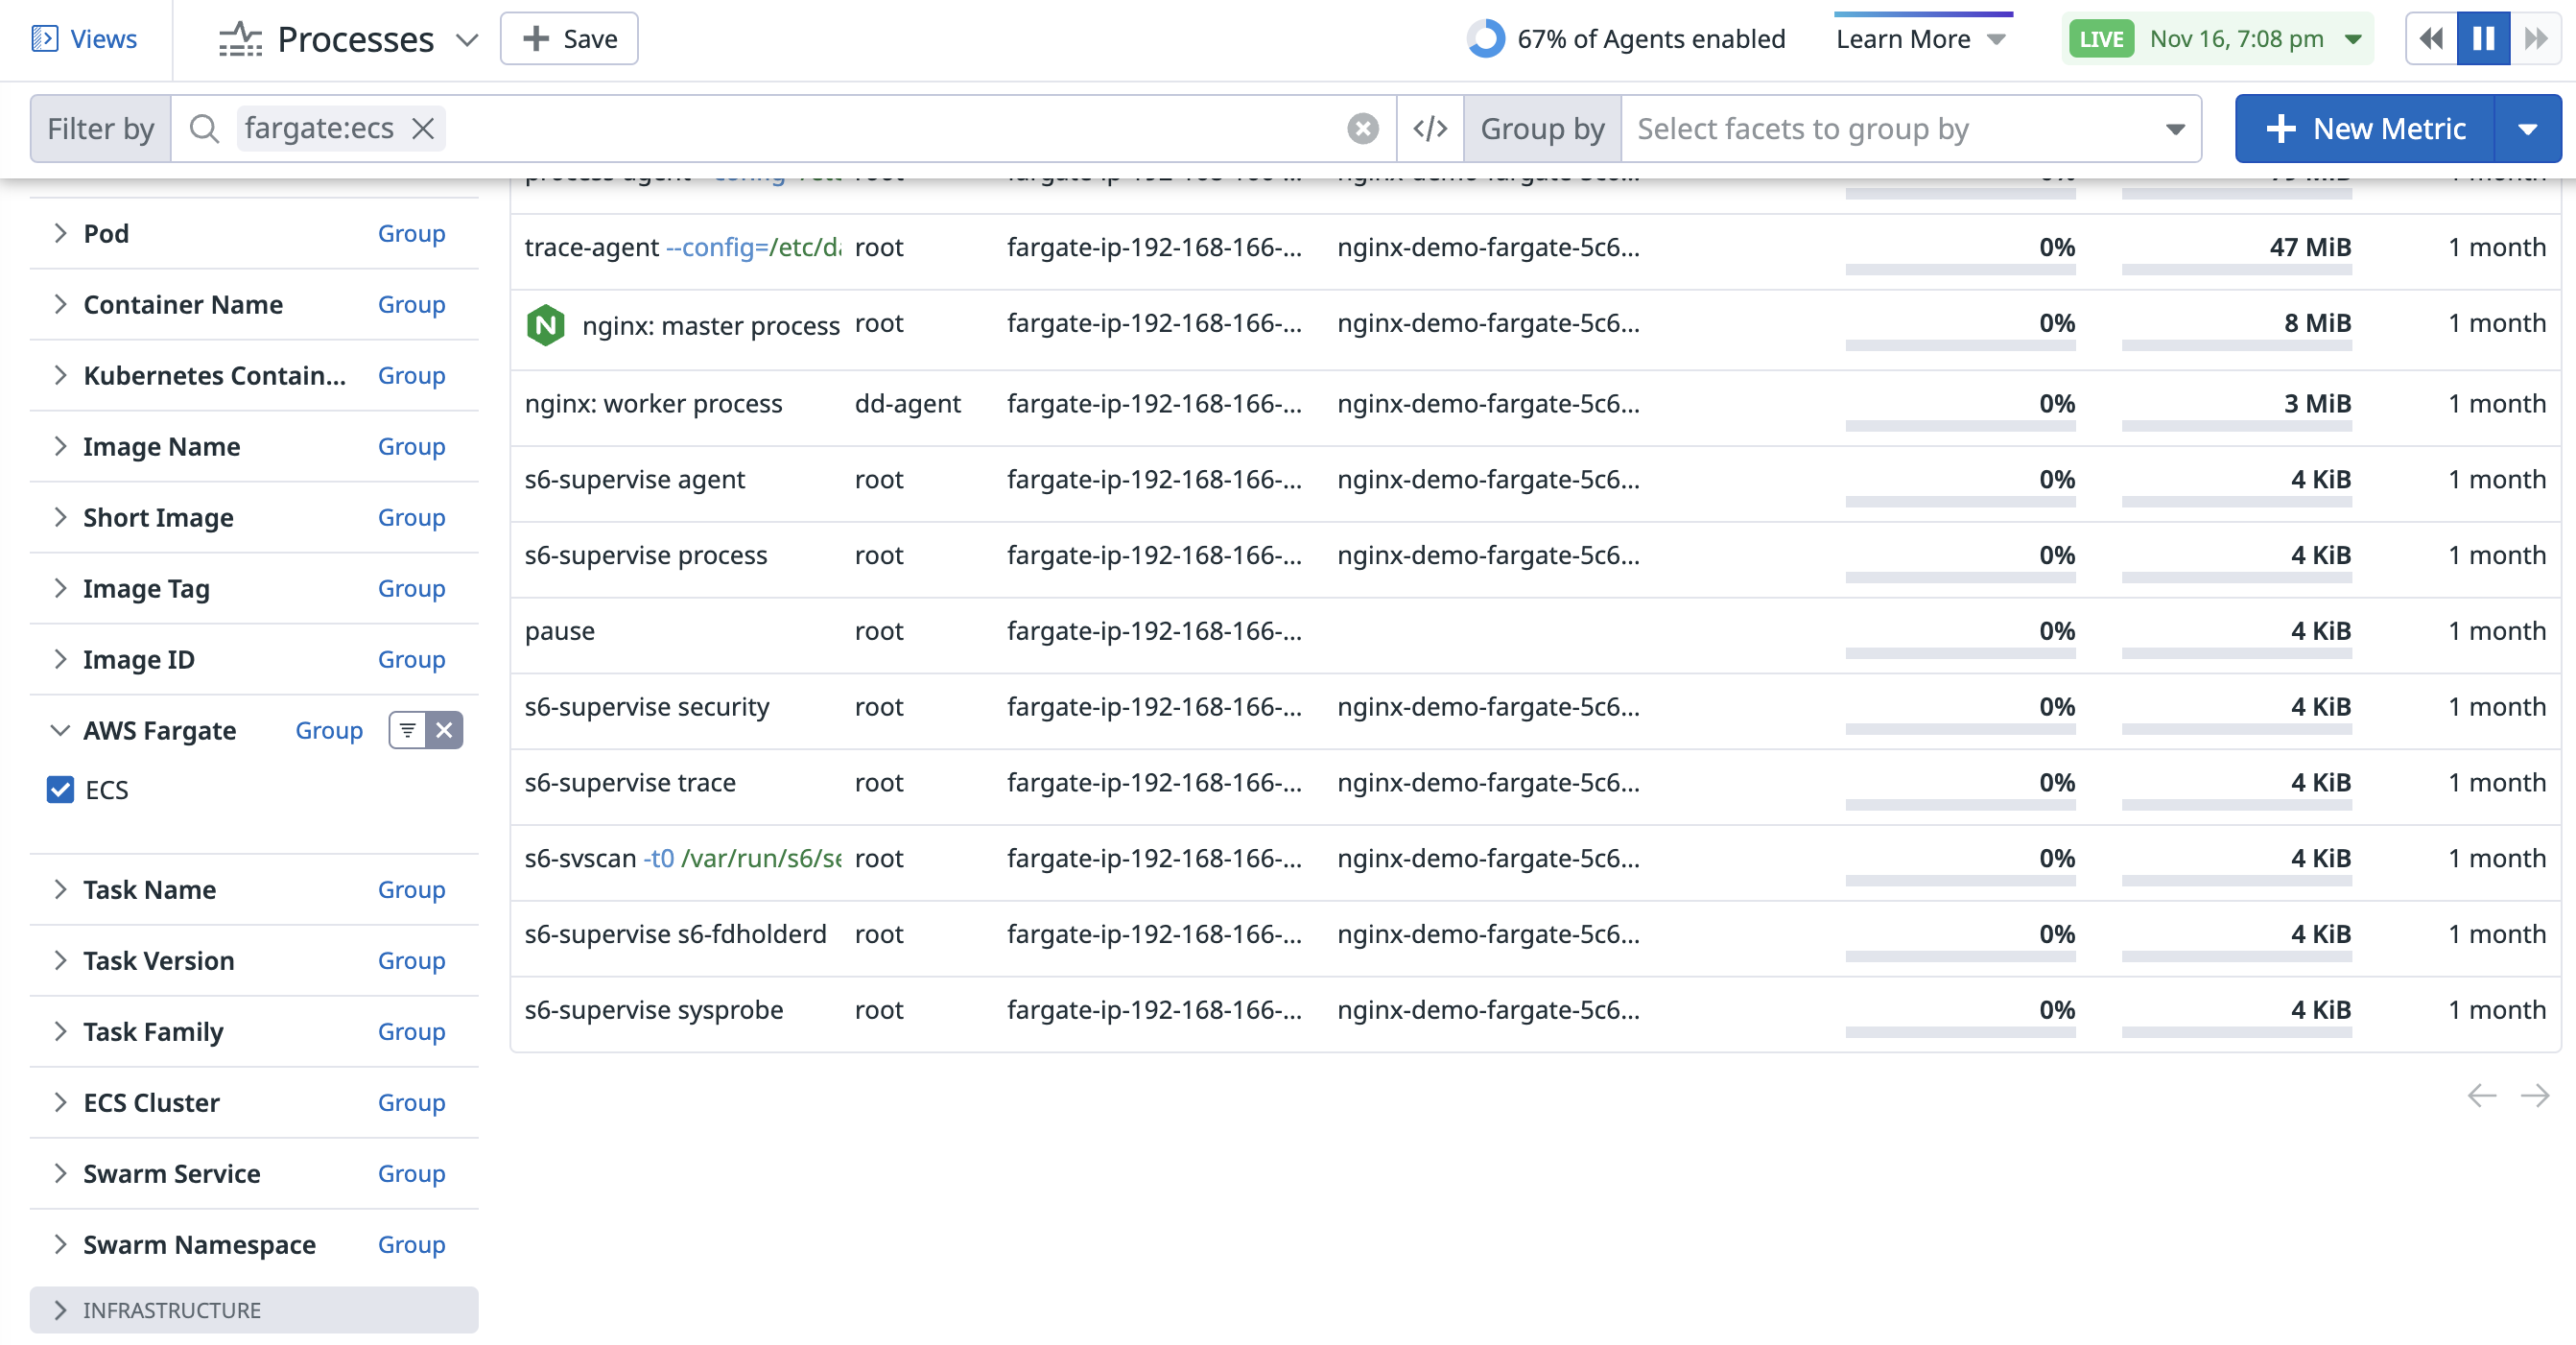 Views
Processes
Save
67% of Agents enabled
Learn More
LIVE Nov 16, 7:08 pm
Filter by
fargate:ecs
</>
Group by
Select facets to group by
New Metric
Pod Group
Container Name Group
Kubernetes Contain... Group
Image Name Group
Short Image Group
Image Tag Group
Image ID Group
AWS Fargate Group
ECS
Task Name Group
Task Version Group
Task Family Group
ECS Cluster Group
Swarm Service Group
Swarm Namespace Group
INFRASTRUCTURE
trace-agent --config=/etc/da root fargate-ip-192-168-166-... nginx-demo-fargate-5c6... 0% 47 MiB 1 month
nginx: master process root fargate-ip-192-168-166-... nginx-demo-fargate-5c6... 0% 8 MiB 1 month
nginx: worker process dd-agent fargate-ip-192-168-166-... nginx-demo-fargate-5c6... 0% 3 MiB 1 month
s6-supervise agent root fargate-ip-192-168-166-... nginx-demo-fargate-5c6... 0% 4 KiB 1 month
s6-supervise process root fargate-ip-192-168-166-... nginx-demo-fargate-5c6... 0% 4 KiB 1 month
pause root fargate-ip-192-168-166-... 0% 4 KiB 1 month
s6-supervise security root fargate-ip-192-168-166-... nginx-demo-fargate-5c6... 0% 4 KiB 1 month
s6-supervise trace root fargate-ip-192-168-166-... nginx-demo-fargate-5c6... 0% 4 KiB 1 month
s6-svscan -t0 /var/run/s6/se root fargate-ip-192-168-166-... nginx-demo-fargate-5c6... 0% 4 KiB 1 month
s6-supervise s6-fdholderd root fargate-ip-192-168-166-... nginx-demo-fargate-5c6... 0% 4 KiB 1 month
s6-supervise sysprobe root fargate-ip-192-168-166-... nginx-demo-fargate-5c6... 0% 4 KiB 1 month